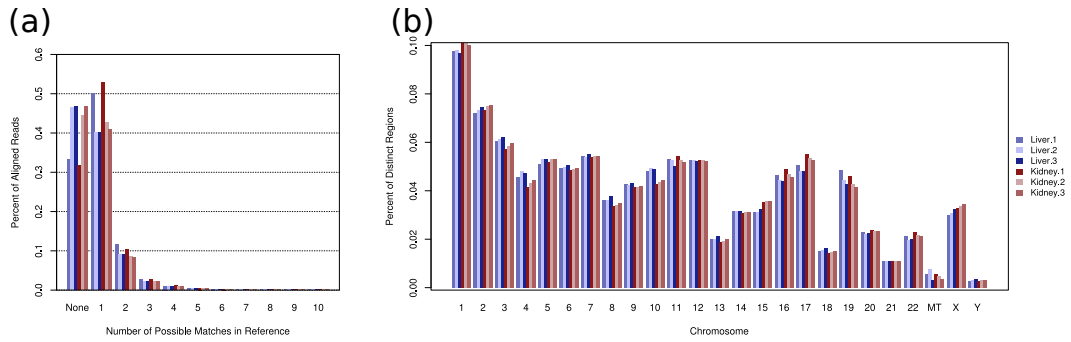 (a)
Percent of Aligned Reads
0.6
0.5
0.4
0.3
0.2
0.1
0.0
None 1 2 3 4 5 6 7 8 9 10
Number of Possible Matches in Reference
(b)
Percent of Distinct Regions
0.10
0.08
0.06
0.04
0.02
0.00
1 2 3 4 5 6 7 8 9 10 11 12 13 14 15 16 17 18 19 20 21 22 MT X Y
Chromosome
Liver.1
Liver.2
Liver.3
Kidney.1
Kidney.2
Kidney.3